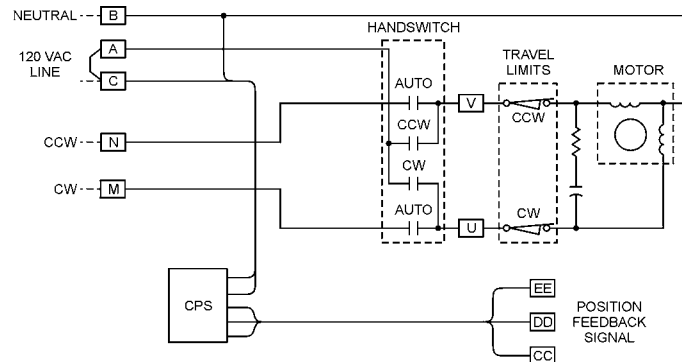 NEUTRAL
B
HANDSWITCH
A
120 VAC
LINE
C
TRAVEL
LIMITS
MOTOR
AUTO
V
CCW
CCW
CCW
N
CW
CW
M
AUTO
U
CW
CPS
EE
DD
CC
POSITION
FEEDBACK
SIGNAL